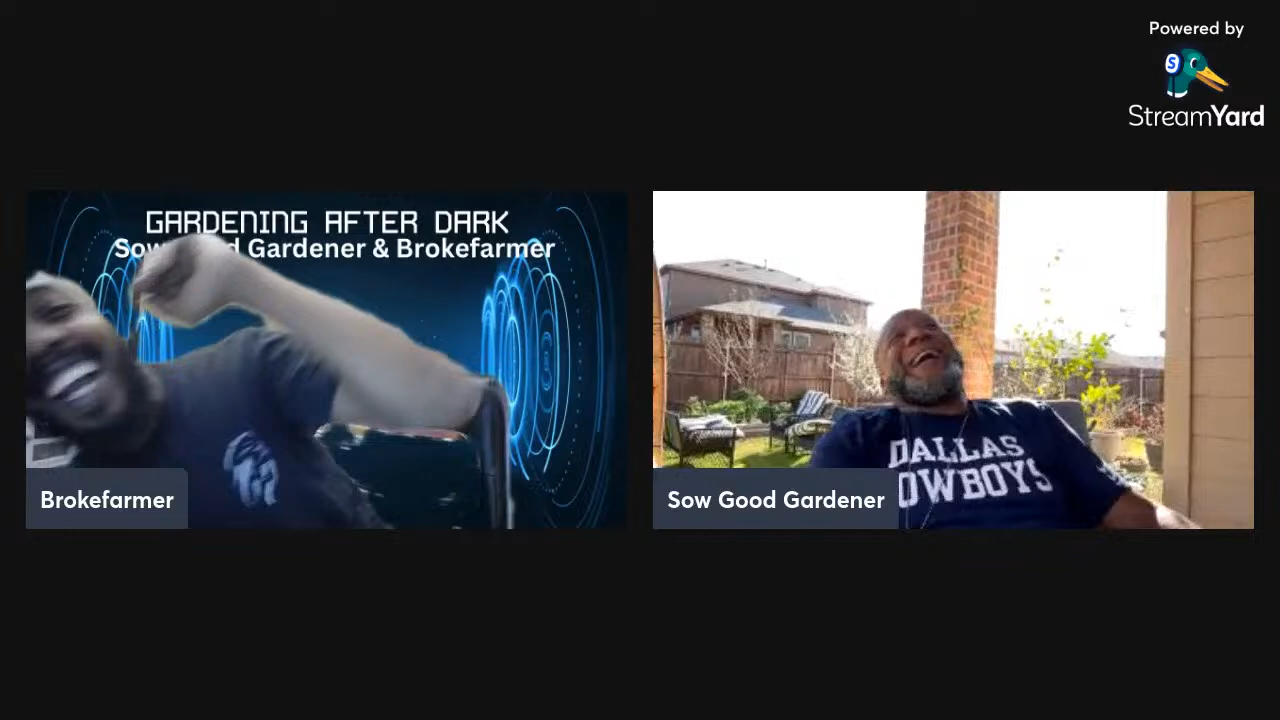 Powered by
S
StreamYard
GARDENING AFTER DARK
Gardener & Brokefarmer
DALLAS
OWBOYS
Brokefarmer
Sow Good Gardener